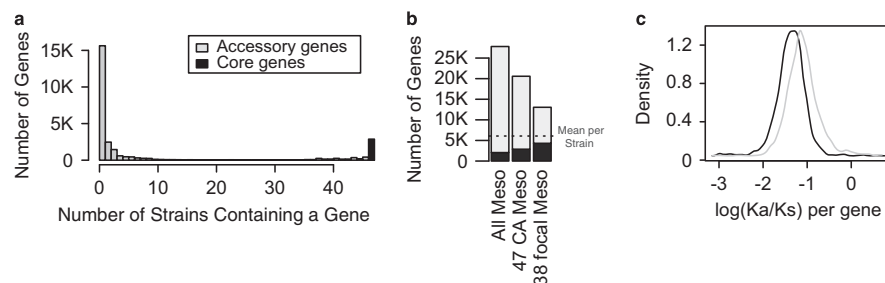 a
15K
10K
5K
0
Number of Genes
Accessory genes
Core genes
0 10 20 30 40
Number of Strains Containing a Gene
b
25K
20K
15K
10K
5K
0
Number of Genes
Mean per
Strain
All Meso
47 CA Meso
38 focal Meso
c
1.2
0.8
0.4
0
Density
-3 -2 -1 0
log(Ka/Ks) per gene